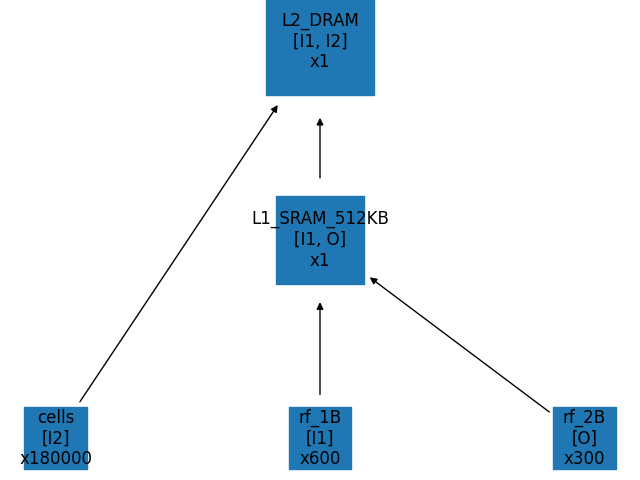 L2_DRAM
[I1, I2]
x1
L1_SRAM_512KB
[I1, O]
x1
cells
[I2]
x180000
rf_1B
[I1]
x600
rf_2B
[O]
x300